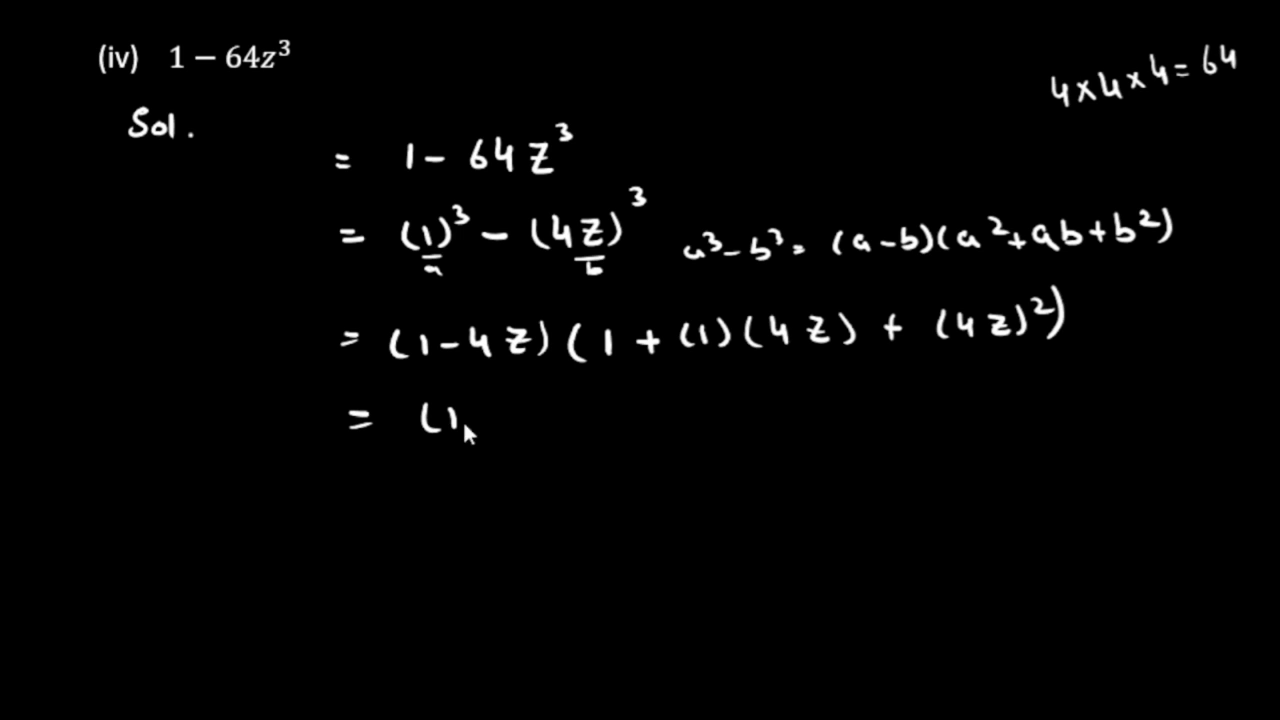 (iv) 1 − 64z³
4 × 4 × 4 = 64
Sol.
= 1 − 64z³
= (1)³ − (4z)³ a³ − b³ = (a − b)(a² + ab + b²)
a b
= (1 − 4z)(1 + (1)(4z) + (4z)²)
= (1